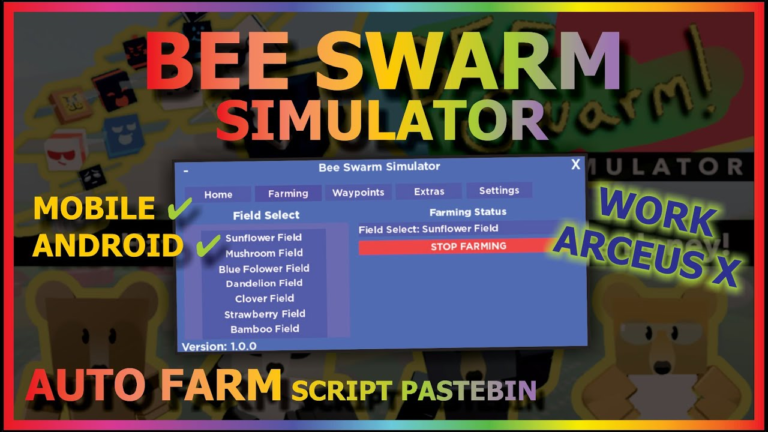 BEE SWARM
SIMULATOR
warm!
MULATOR
- Bee Swarm Simulator X
Home Farming Waypoints Extras Settings
Field Select
Sunflower Field
Mushroom Field
Blue Folower Field
Dandelion Field
Clover Field
Strawberry Field
Bamboo Field
Version: 1.0.0
Farming Status
Field Select: Sunflower Field
STOP FARMING
MOBILE ✓
ANDROID ✓
WORK
ARCEUS X
AUTO FARM SCRIPT PASTEBIN